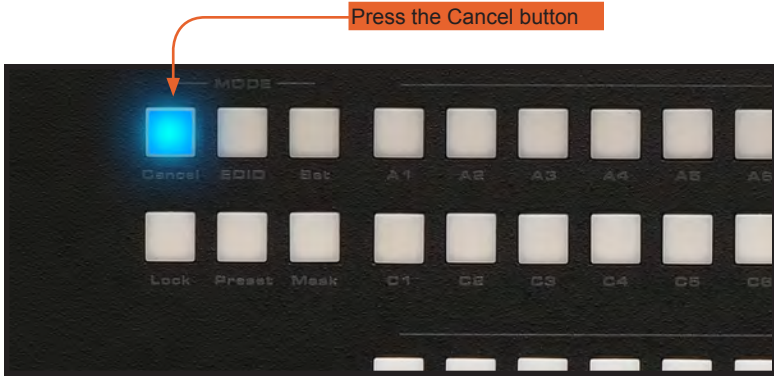 Press the Cancel button
MODE
Cancel EDID Set A1 A2 A3 A4 A5 A6
Lock Preset Mask C1 C2 C3 C4 C5 C6